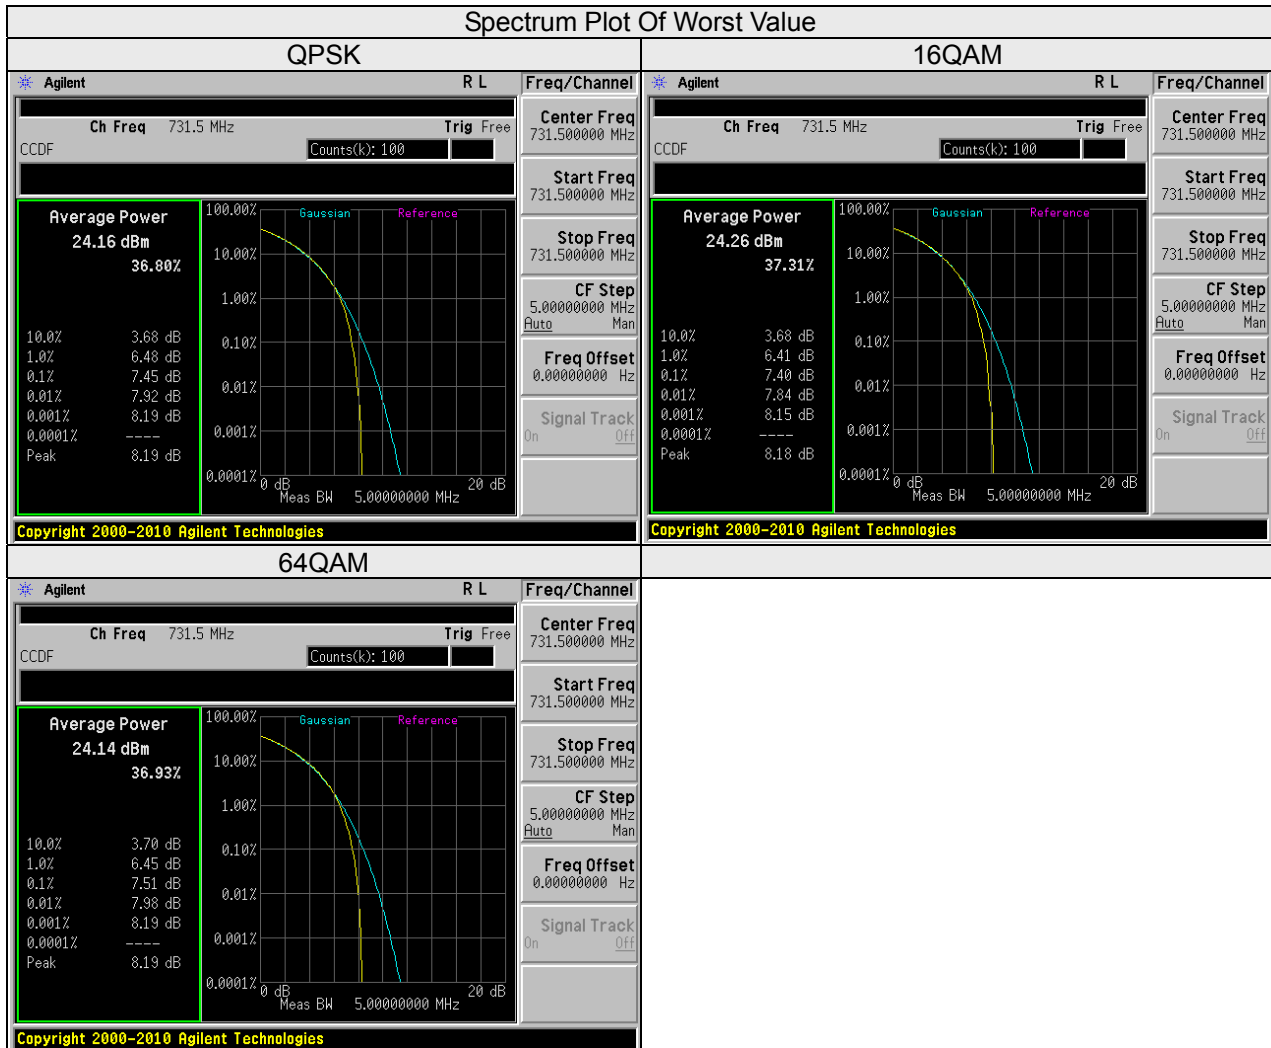 Spectrum Plot Of Worst Value
QPSK
Agilent R L Freq/Channel
Ch Freq 731.5 MHz Trig Free
CCDF Counts(k): 100
Average Power
24.16 dBm
36.80%
10.0% 3.68 dB
1.0% 6.48 dB
0.1% 7.45 dB
0.01% 7.92 dB
0.001% 8.19 dB
0.0001% ----
Peak 8.19 dB
Gaussian Reference
100.00%
10.00%
1.00%
0.10%
0.01%
0.001%
0.0001%
0 dB 20 dB
Meas BW 5.00000000 MHz
Center Freq
731.500000 MHz
Start Freq
731.500000 MHz
Stop Freq
731.500000 MHz
CF Step
5.00000000 MHz
Auto Man
Freq Offset
0.00000000 Hz
Signal Track
On Off
Copyright 2000-2010 Agilent Technologies
16QAM
Agilent R L Freq/Channel
Ch Freq 731.5 MHz Trig Free
CCDF Counts(k): 100
Average Power
24.26 dBm
37.31%
10.0% 3.68 dB
1.0% 6.41 dB
0.1% 7.40 dB
0.01% 7.84 dB
0.001% 8.15 dB
0.0001% ----
Peak 8.18 dB
Gaussian Reference
100.00%
10.00%
1.00%
0.10%
0.01%
0.001%
0.0001%
0 dB 20 dB
Meas BW 5.00000000 MHz
Center Freq
731.500000 MHz
Start Freq
731.500000 MHz
Stop Freq
731.500000 MHz
CF Step
5.00000000 MHz
Auto Man
Freq Offset
0.00000000 Hz
Signal Track
On Off
Copyright 2000-2010 Agilent Technologies
64QAM
Agilent R L Freq/Channel
Ch Freq 731.5 MHz Trig Free
CCDF Counts(k): 100
Average Power
24.14 dBm
36.93%
10.0% 3.70 dB
1.0% 6.45 dB
0.1% 7.51 dB
0.01% 7.98 dB
0.001% 8.19 dB
0.0001% ----
Peak 8.19 dB
Gaussian Reference
100.00%
10.00%
1.00%
0.10%
0.01%
0.001%
0.0001%
0 dB 20 dB
Meas BW 5.00000000 MHz
Center Freq
731.500000 MHz
Start Freq
731.500000 MHz
Stop Freq
731.500000 MHz
CF Step
5.00000000 MHz
Auto Man
Freq Offset
0.00000000 Hz
Signal Track
On Off
Copyright 2000-2010 Agilent Technologies